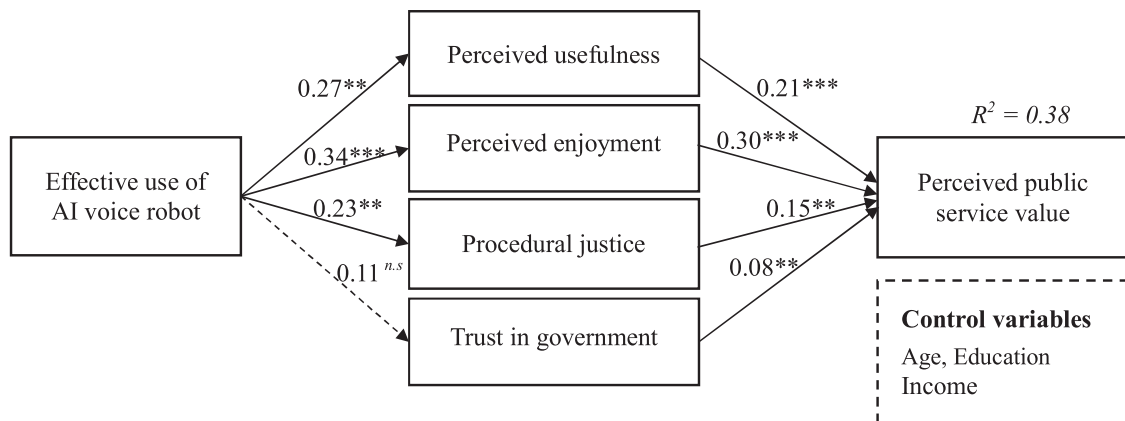 Perceived usefulness
0.27**
0.21***
R² = 0.38
Perceived enjoyment
0.34***
0.30***
Effective use of
AI voice robot
Perceived public
service value
0.23**
0.15**
Procedural justice
0.11 n.s
0.08**
Trust in government
Control variables
Age, Education
Income